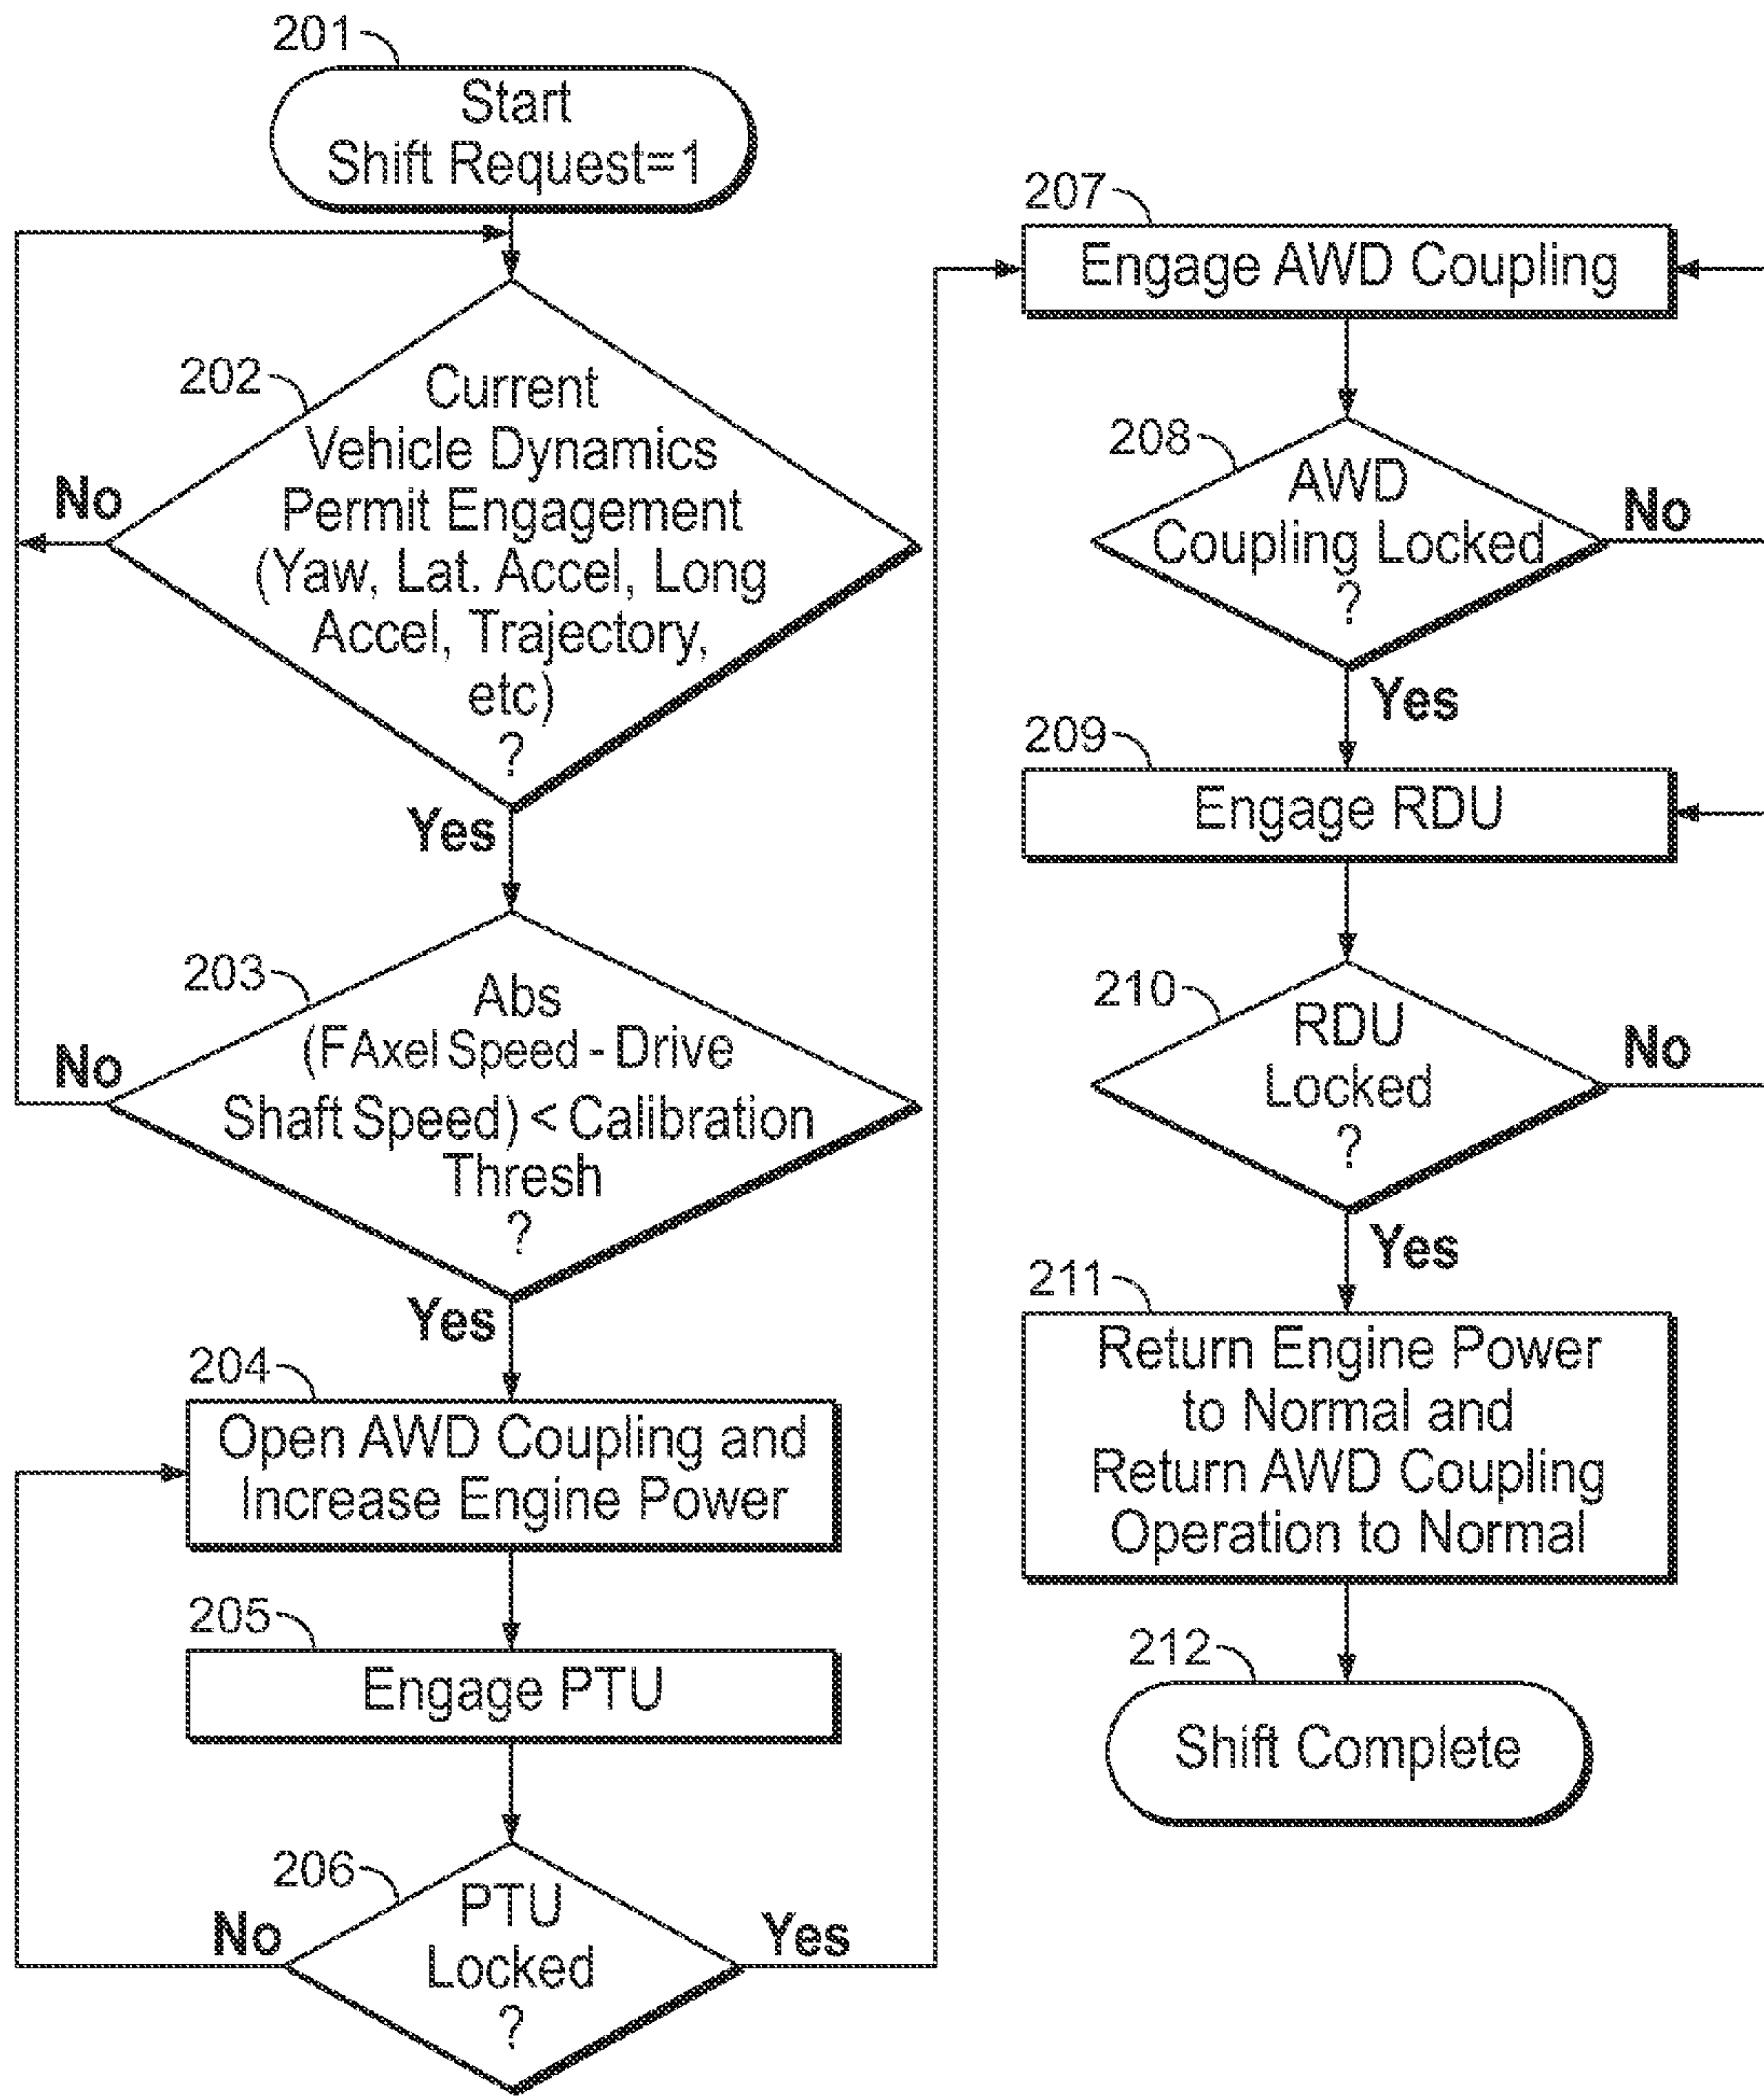 201
Start
Shift Request=1
202
Current
Vehicle Dynamics
Permit Engagement
(Yaw, Lat. Accel, Long
Accel, Trajectory,
etc)
?
No
Yes
203
Abs
(FAxel Speed - Drive
Shaft Speed) < Calibration
Thresh
?
No
Yes
204
Open AWD Coupling and
Increase Engine Power
205
Engage PTU
206
PTU
Locked
?
No
Yes
207
Engage AWD Coupling
208
AWD
Coupling Locked
?
No
Yes
209
Engage RDU
210
RDU
Locked
?
No
Yes
211
Return Engine Power
to Normal and
Return AWD Coupling
Operation to Normal
212
Shift Complete